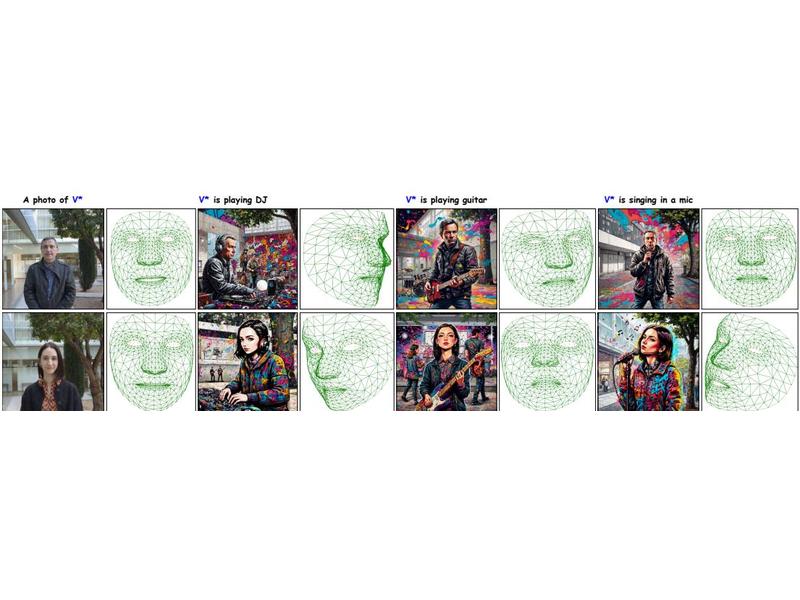 A photo of V*
V* is playing DJ
V* is playing guitar
V* is singing in a mic